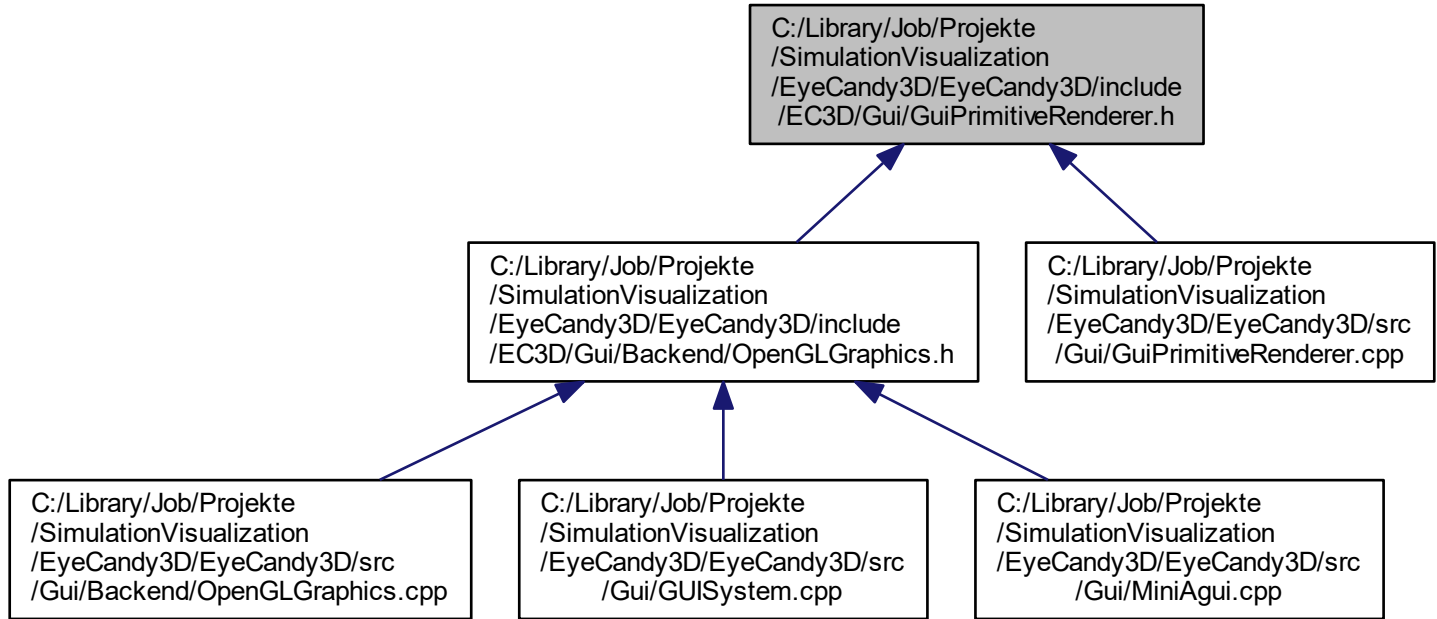 C:/Library/Job/Projekte
/SimulationVisualization
/EyeCandy3D/EyeCandy3D/include
/EC3D/Gui/GuiPrimitiveRenderer.h
C:/Library/Job/Projekte
/SimulationVisualization
/EyeCandy3D/EyeCandy3D/include
/EC3D/Gui/Backend/OpenGLGraphics.h
C:/Library/Job/Projekte
/SimulationVisualization
/EyeCandy3D/EyeCandy3D/src
/Gui/GuiPrimitiveRenderer.cpp
C:/Library/Job/Projekte
/SimulationVisualization
/EyeCandy3D/EyeCandy3D/src
/Gui/Backend/OpenGLGraphics.cpp
C:/Library/Job/Projekte
/SimulationVisualization
/EyeCandy3D/EyeCandy3D/src
/Gui/GUISystem.cpp
C:/Library/Job/Projekte
/SimulationVisualization
/EyeCandy3D/EyeCandy3D/src
/Gui/MiniAgui.cpp